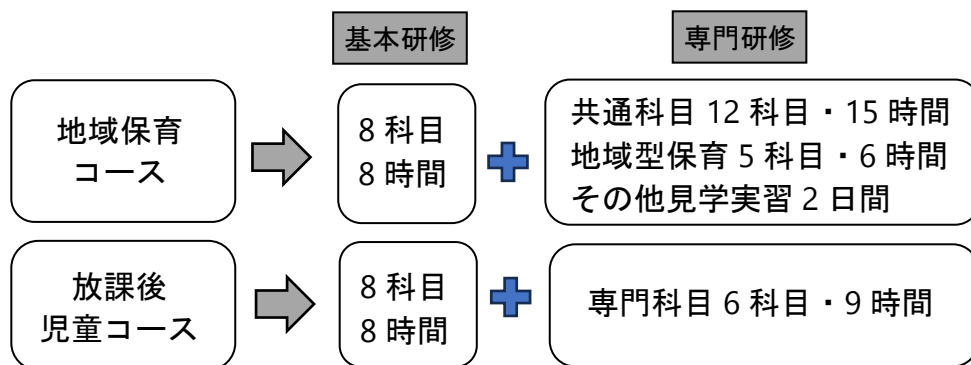 基本研修
専門研修
地域保育
コース
8 科目
8 時間
共通科目 12 科目・15 時間
地域型保育 5 科目・6 時間
その他見学実習 2 日間
放課後
児童コース
8 科目
8 時間
専門科目 6 科目・9 時間